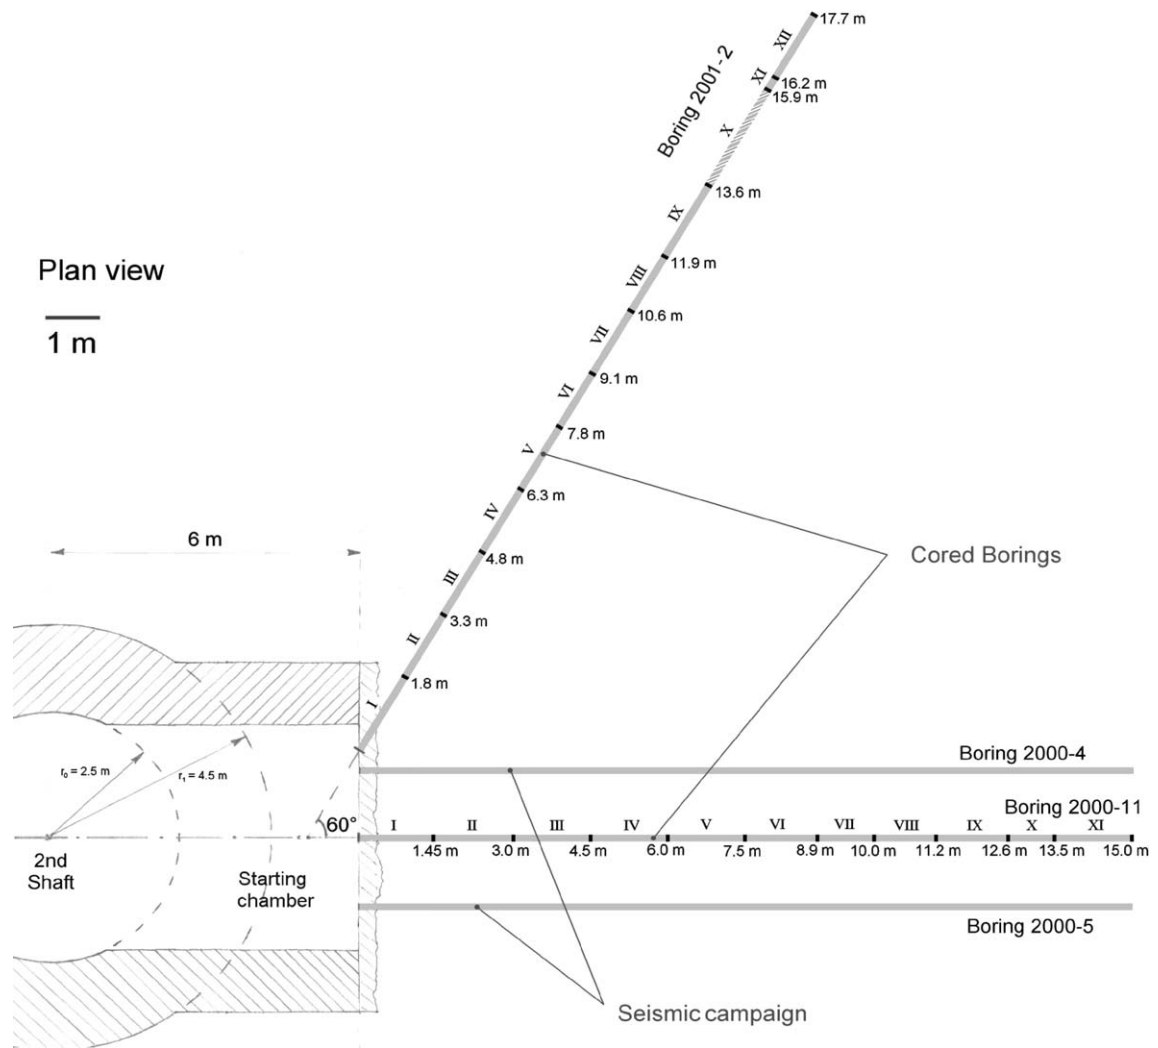 17.7 m
XII
Boring 2001-2
XI
16.2 m
15.9 m
X
13.6 m
IX
Plan view
11.9 m
VIII
1 m
10.6 m
VII
9.1 m
VI
7.8 m
V
6.3 m
IV
6 m
4.8 m
Cored Borings
III
3.3 m
II
1.8 m
I
r₀ = 2.5 m
r₁ = 4.5 m
Boring 2000-4
Boring 2000-11
60°
I II III IV V VI VII VIII IX X XI
1.45 m 3.0 m 4.5 m 6.0 m 7.5 m 8.9 m 10.0 m 11.2 m 12.6 m 13.5 m 15.0 m
2nd
Shaft
Starting
chamber
Boring 2000-5
Seismic campaign